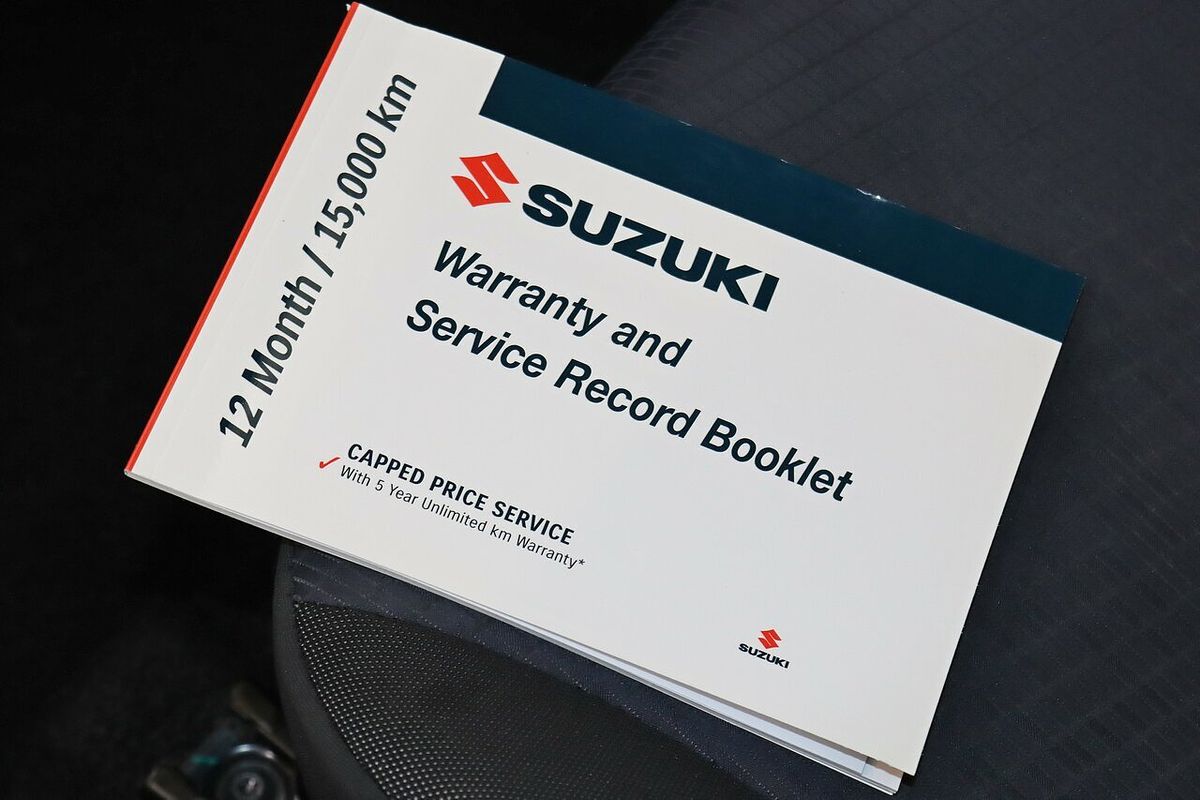 12 Month / 15,000 km
SUZUKI
Warranty and
Service Record Booklet
✓ CAPPED PRICE SERVICE
With 5 Year Unlimited km Warranty*
SUZUKI